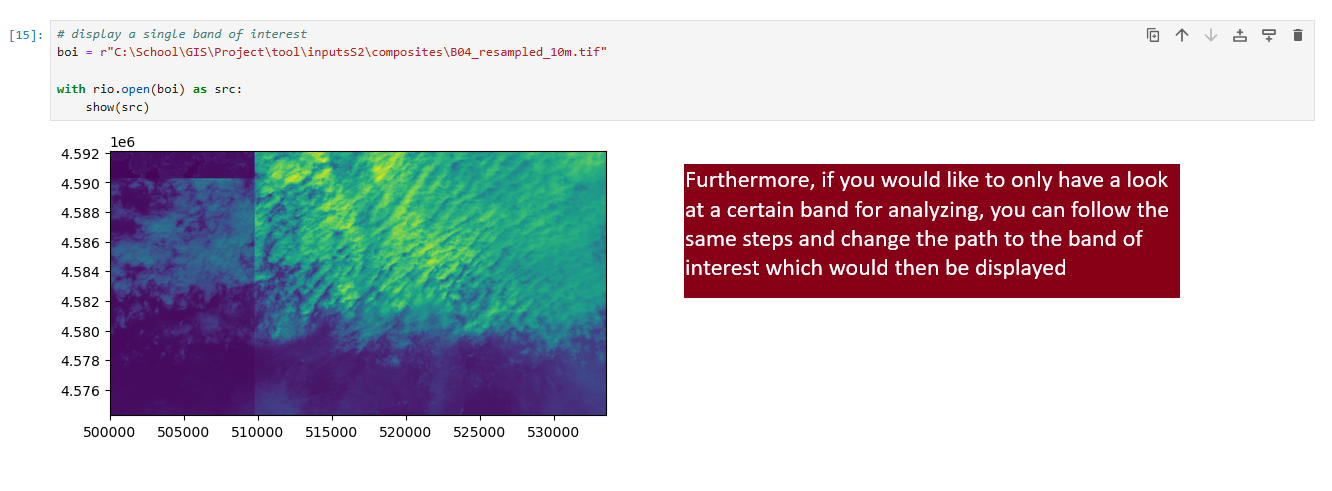 [15]: # display a single band of interest
boi = r"C:\School\GIS\Project\tool\inputsS2\composites\B04_resampled_10m.tif"
with rio.open(boi) as src:
    show(src)
1e6
4.592
4.590
4.588
4.586
4.584
4.582
4.580
4.578
4.576
500000 505000 510000 515000 520000 525000 530000
Furthermore, if you would like to only have a look
at a certain band for analyzing, you can follow the
same steps and change the path to the band of
interest which would then be displayed